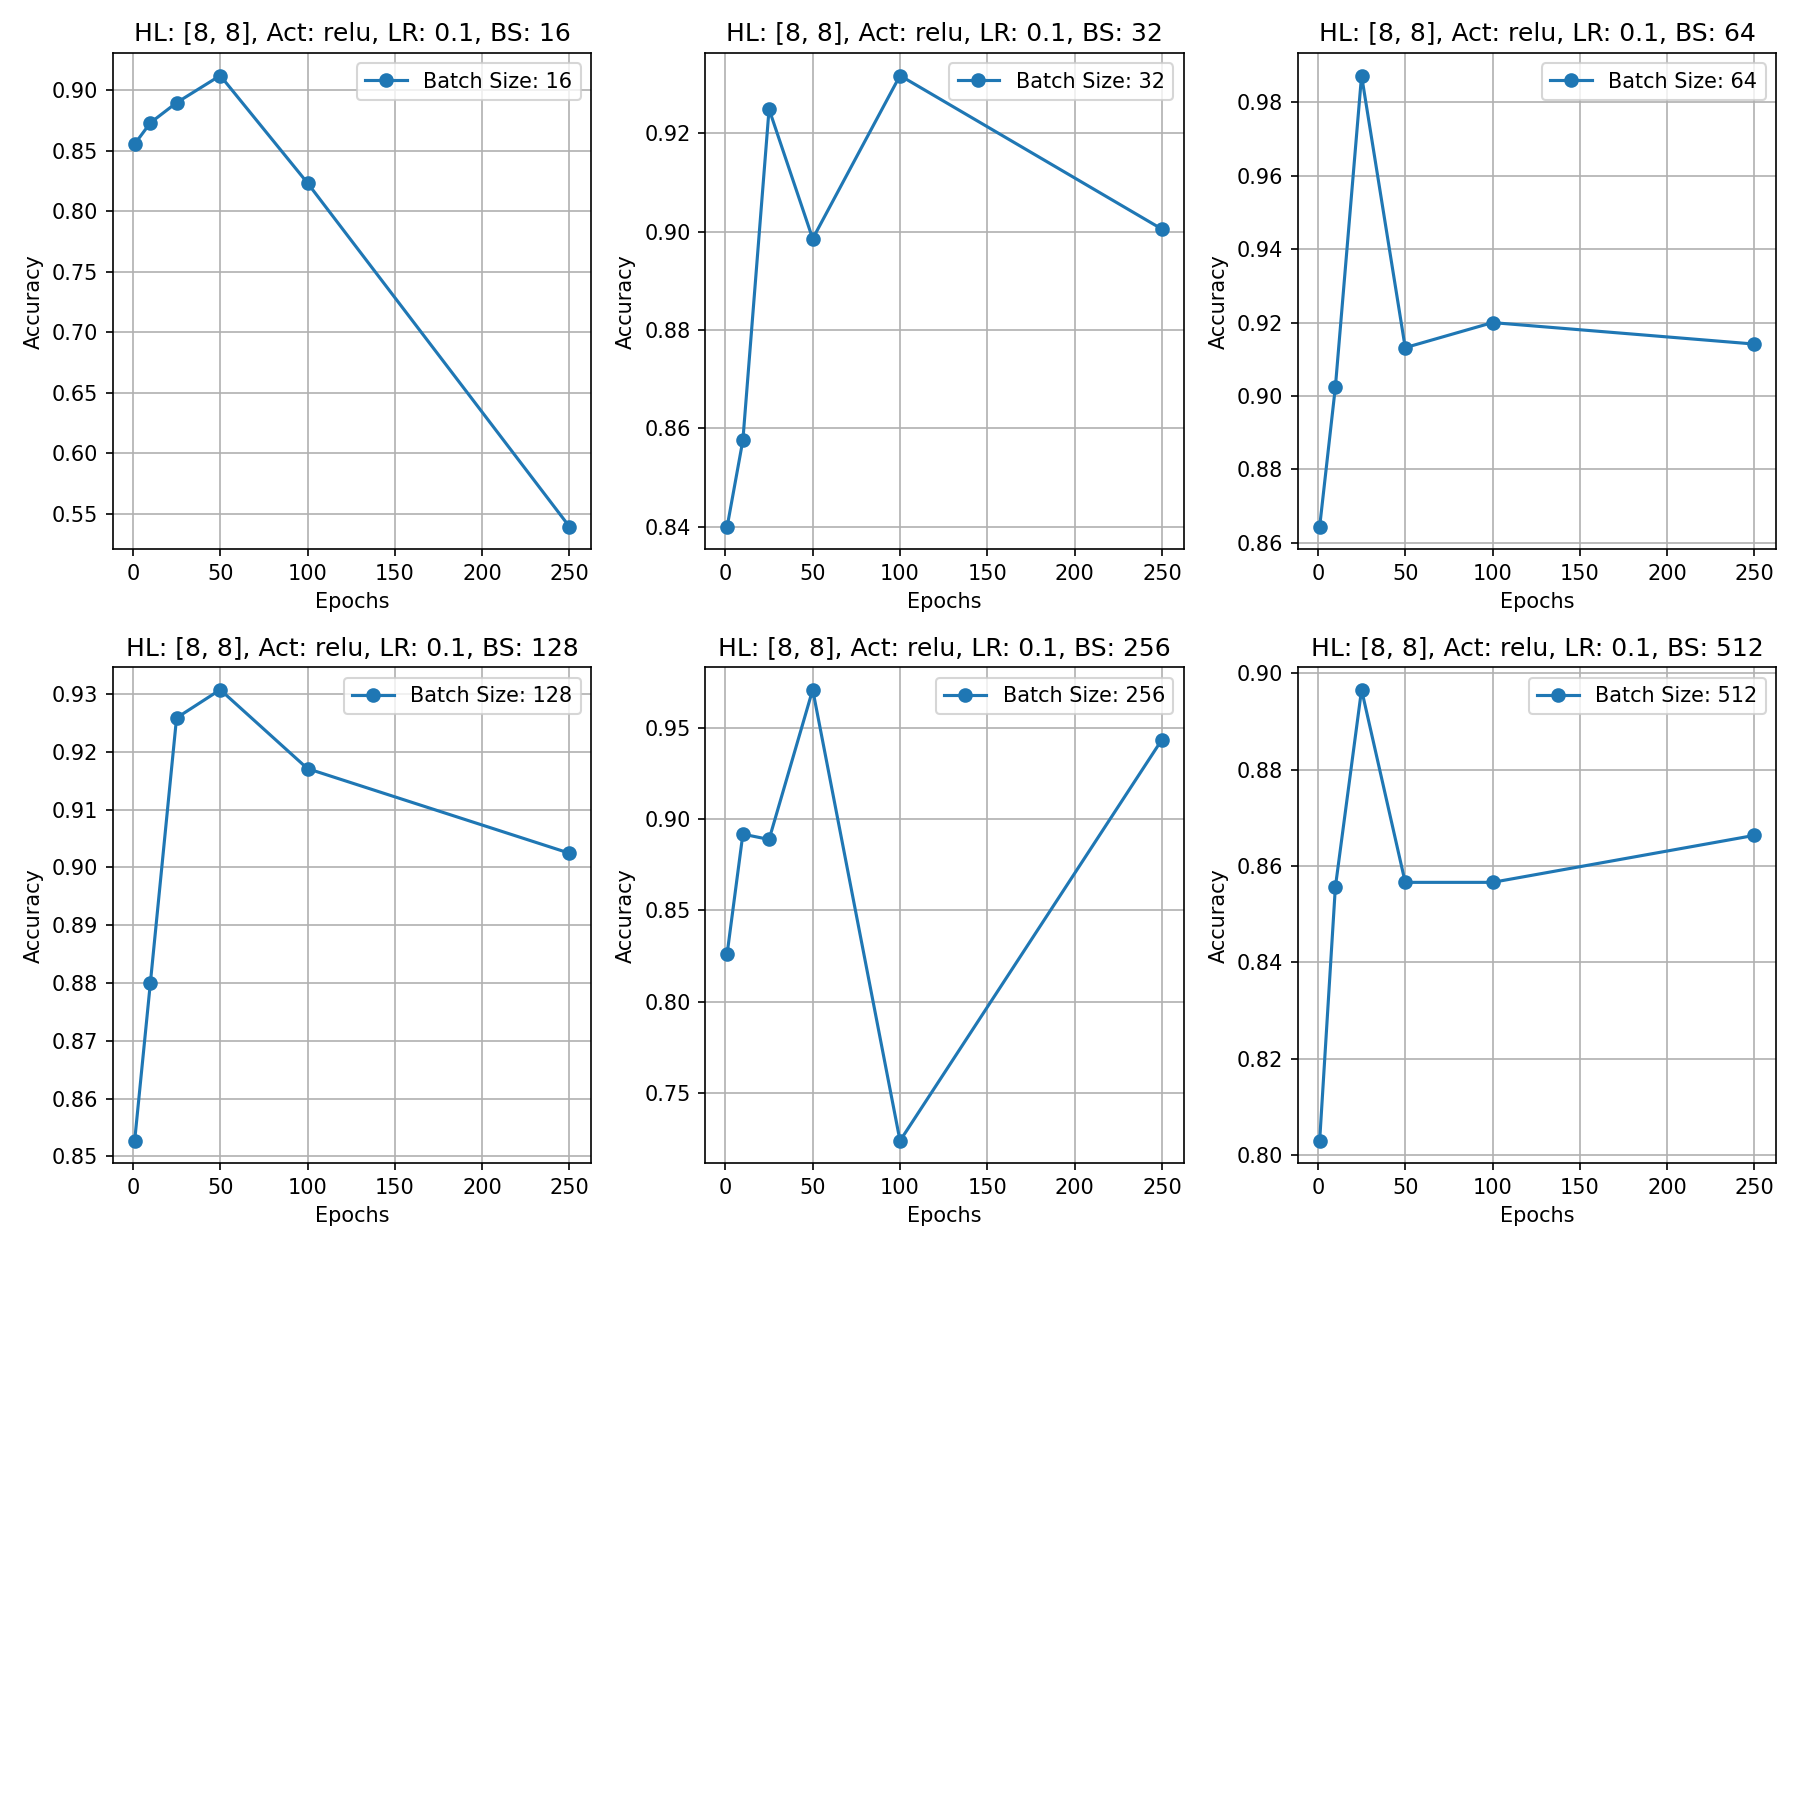 HL: [8, 8], Act: relu, LR: 0.1, BS: 16
Batch Size: 16
0.90
0.85
0.80
0.75
0.70
0.65
0.60
0.55
Accuracy
0 50 100 150 200 250
Epochs
HL: [8, 8], Act: relu, LR: 0.1, BS: 32
Batch Size: 32
0.92
0.90
0.88
0.86
0.84
Accuracy
0 50 100 150 200 250
Epochs
HL: [8, 8], Act: relu, LR: 0.1, BS: 64
Batch Size: 64
0.98
0.96
0.94
0.92
0.90
0.88
0.86
Accuracy
0 50 100 150 200 250
Epochs
HL: [8, 8], Act: relu, LR: 0.1, BS: 128
Batch Size: 128
0.93
0.92
0.91
0.90
0.89
0.88
0.87
0.86
0.85
Accuracy
0 50 100 150 200 250
Epochs
HL: [8, 8], Act: relu, LR: 0.1, BS: 256
Batch Size: 256
0.95
0.90
0.85
0.80
0.75
Accuracy
0 50 100 150 200 250
Epochs
HL: [8, 8], Act: relu, LR: 0.1, BS: 512
Batch Size: 512
0.90
0.88
0.86
0.84
0.82
0.80
Accuracy
0 50 100 150 200 250
Epochs